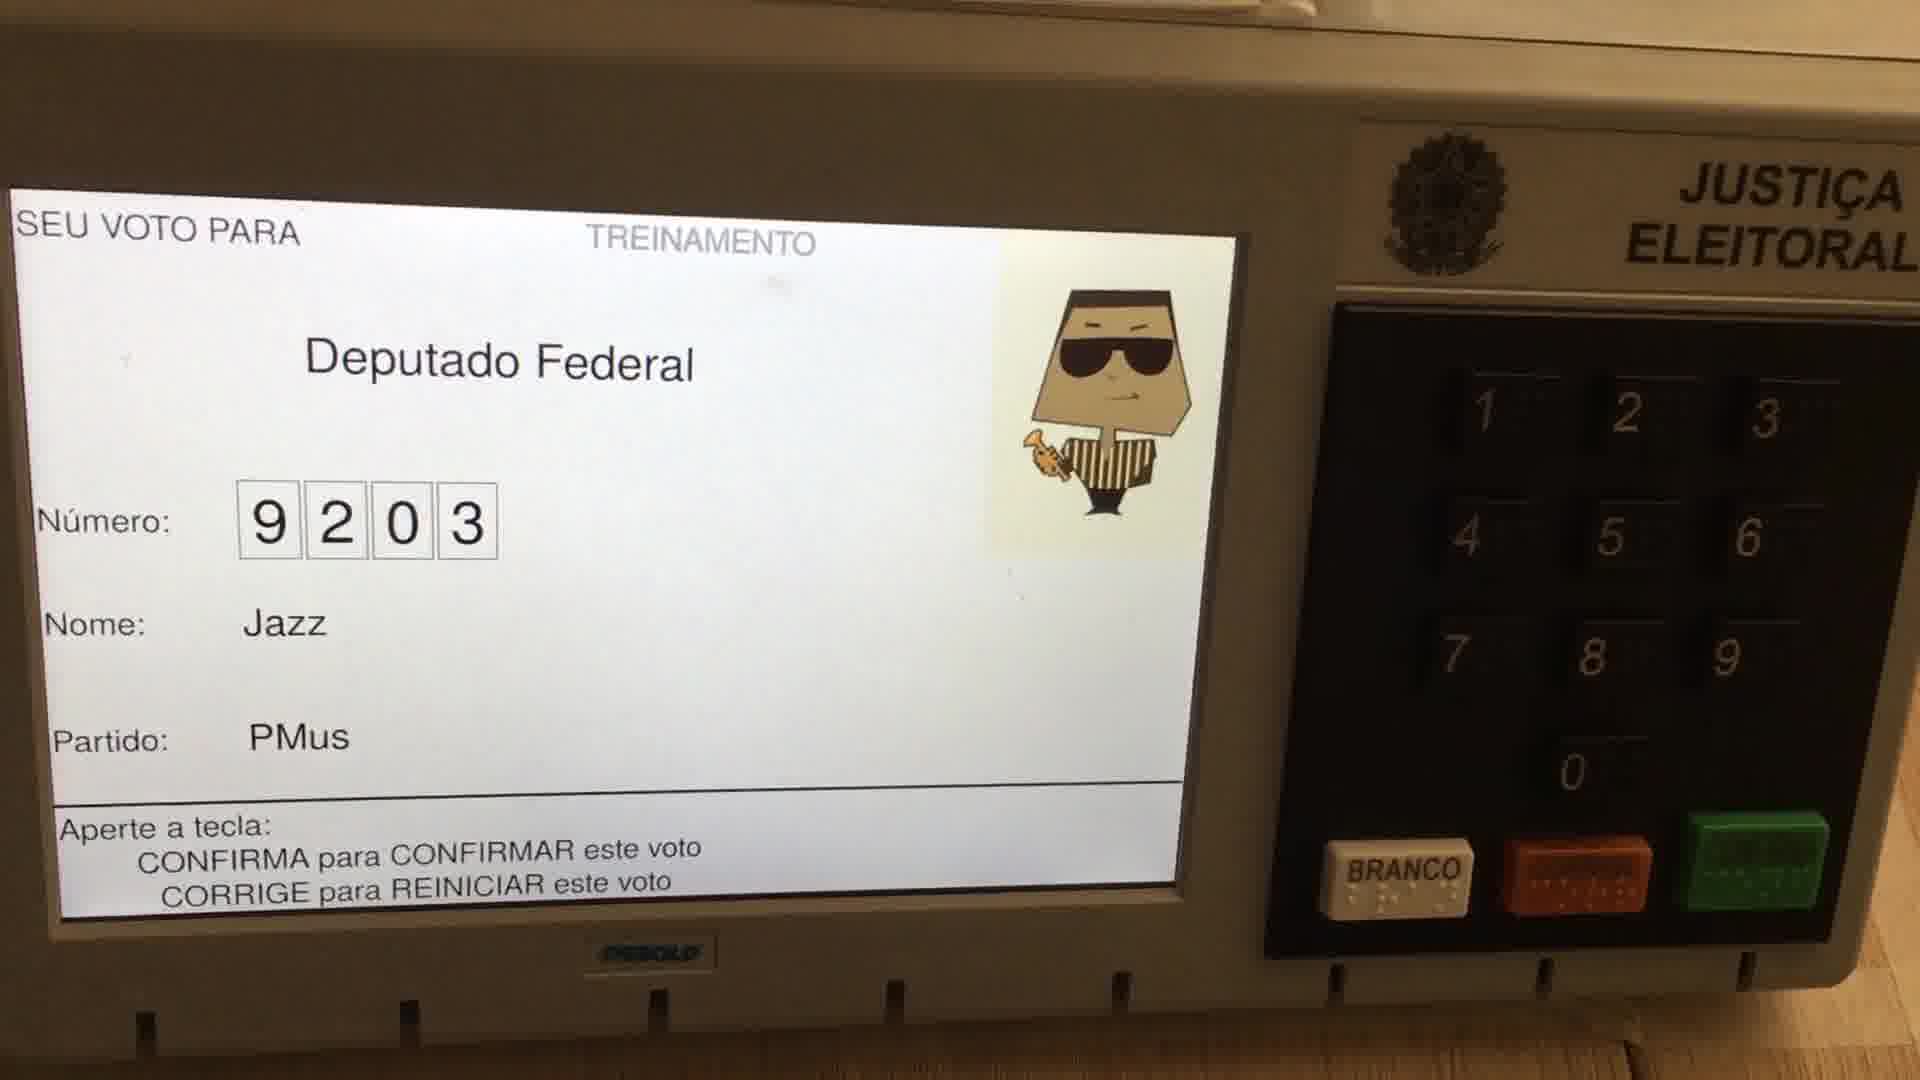 SEU VOTO PARA
TREINAMENTO
Deputado Federal
Número: 9 2 0 3
Nome: Jazz
Partido: PMus
Aperte a tecla:
CONFIRMA para CONFIRMAR este voto
CORRIGE para REINICIAR este voto
JUSTIÇA
ELEITORAL
1 2 3
4 5 6
7 8 9
0
BRANCO
DIEBOLD